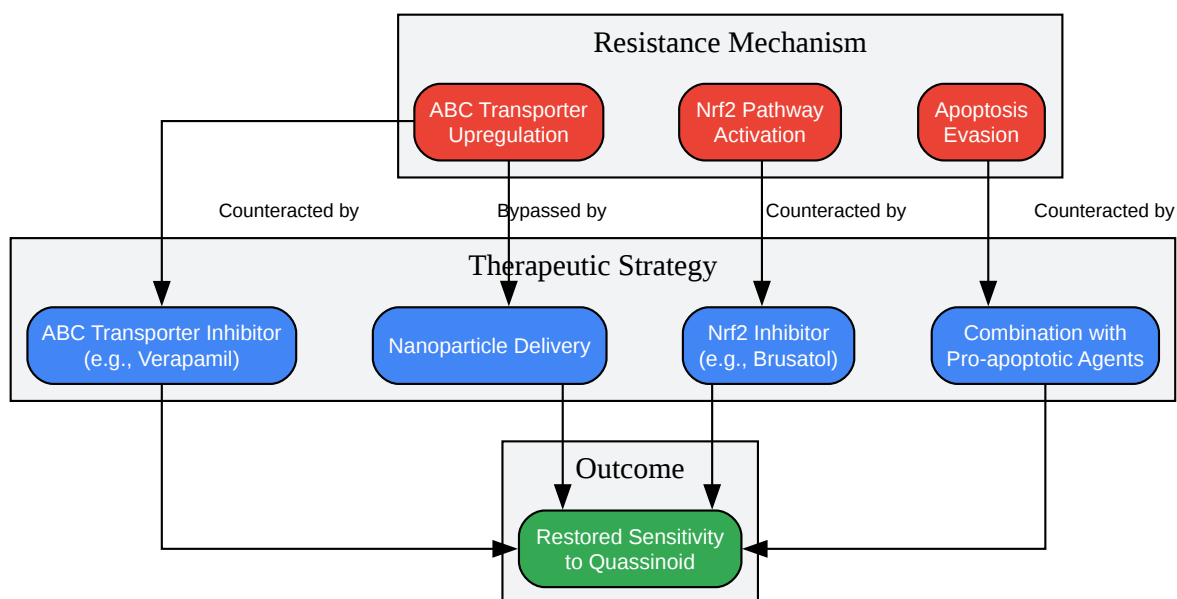 Resistance Mechanism
ABC Transporter
Upregulation
Nrf2 Pathway
Activation
Apoptosis
Evasion
Counteracted by
Bypassed by
Counteracted by
Counteracted by
Therapeutic Strategy
ABC Transporter Inhibitor
(e.g., Verapamil)
Nanoparticle Delivery
Nrf2 Inhibitor
(e.g., Brusatol)
Combination with
Pro-apoptotic Agents
Outcome
Restored Sensitivity
to Quassinoid